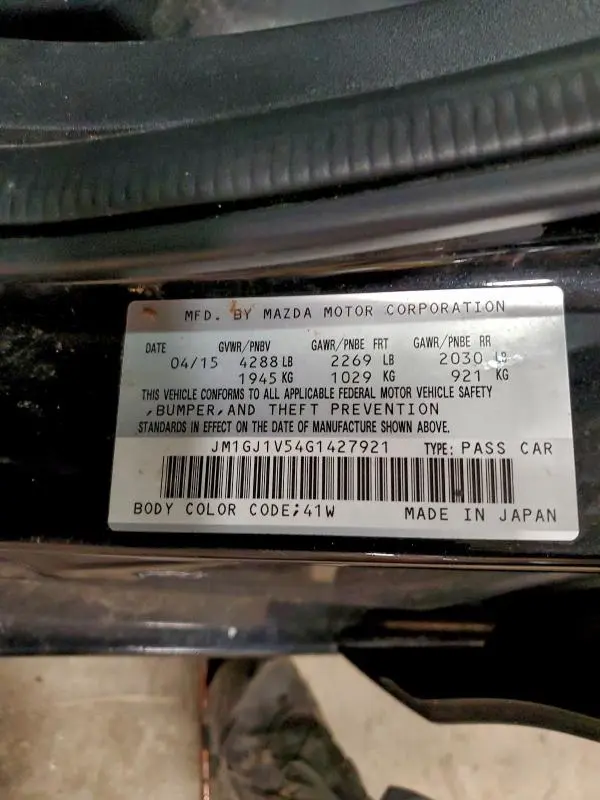 MFD. BY MAZDA MOTOR CORPORATION
DATE GVWR/PNBV GAWR/PNBE FRT GAWR/PNBE RR
04/15 4288 LB 2269 LB 2030 LB
1945 KG 1029 KG 921 KG
THIS VEHICLE CONFORMS TO ALL APPLICABLE FEDERAL MOTOR VEHICLE SAFETY
,BUMPER,AND THEFT PREVENTION
STANDARDS IN EFFECT ON THE DATE OF MANUFACTURE SHOWN ABOVE.
JM1GJ1V54G1427921 TYPE: PASS CAR
BODY COLOR CODE;41W MADE IN JAPAN